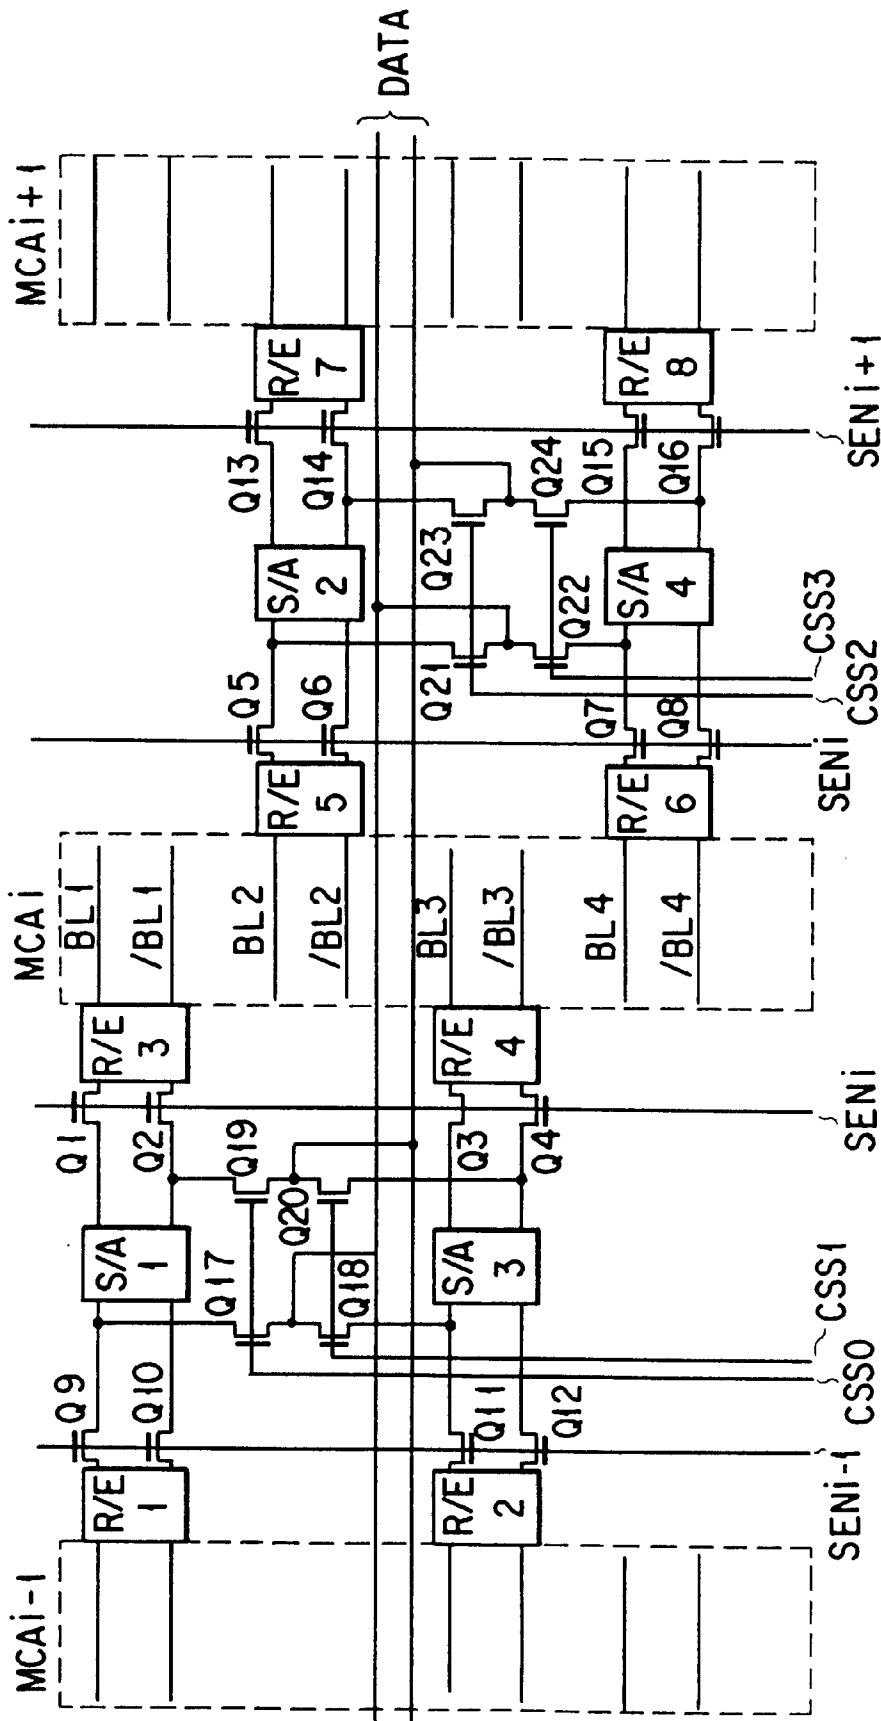 MCAi-1
MCAi
MCAi+1
R/E
1
Q9
Q10
S/A
1
Q1
Q2
R/E
3
BL1
/BL1
Q17
Q18
Q19
Q20
BL2
/BL2
R/E
5
Q5
Q6
S/A
2
Q13
Q14
R/E
7
DATA
R/E
2
Q11
Q12
S/A
3
Q3
Q4
R/E
4
BL3
/BL3
Q21
Q22
Q23
Q24
BL4
/BL4
R/E
6
Q7
Q8
S/A
4
Q15
Q16
R/E
8
SENi-1
CSS0
CSS1
SENi
SENi
CSS2
CSS3
SENi+1